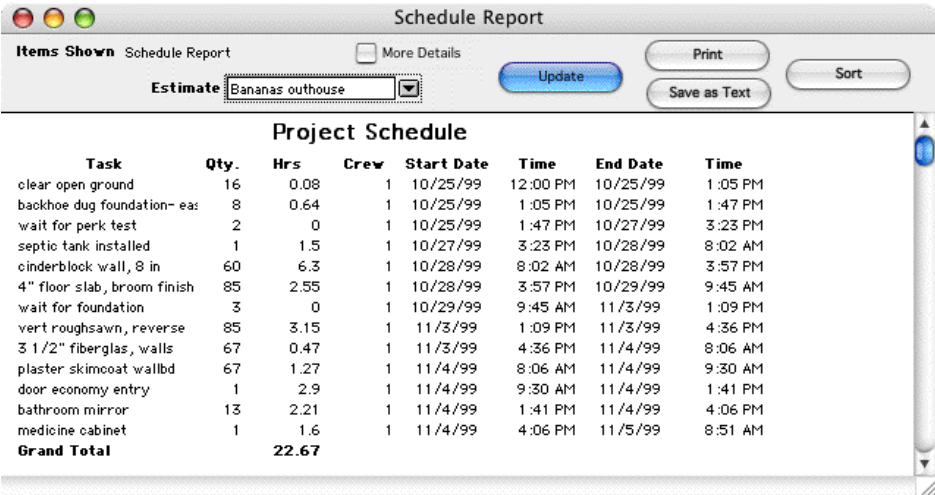 Schedule Report
Items Shown Schedule Report More Details Update Print Sort
Estimate Bananas outhouse Save as Text
Project Schedule
Task Qty. Hrs Crew Start Date Time End Date Time
clear open ground 16 0.08 1 10/25/99 12:00 PM 10/25/99 1:05 PM
backhoe dug foundation- eas 8 0.64 1 10/25/99 1:05 PM 10/25/99 1:47 PM
wait for perk test 2 0 1 10/25/99 1:47 PM 10/27/99 3:23 PM
septic tank installed 1 1.5 1 10/27/99 3:23 PM 10/28/99 8:02 AM
cinderblock wall, 8 in 60 6.3 1 10/28/99 8:02 AM 10/28/99 3:57 PM
4" floor slab, broom finish 85 2.55 1 10/28/99 3:57 PM 10/29/99 9:45 AM
wait for foundation 3 0 1 10/29/99 9:45 AM 11/3/99 1:09 PM
vert roughsawn, reverse 85 3.15 1 11/3/99 1:09 PM 11/3/99 4:36 PM
3 1/2" fiberglas, walls 67 0.47 1 11/3/99 4:36 PM 11/4/99 8:06 AM
plaster skimcoat wallbd 67 1.27 1 11/4/99 8:06 AM 11/4/99 9:30 AM
door economy entry 1 2.9 1 11/4/99 9:30 AM 11/4/99 1:41 PM
bathroom mirror 13 2.21 1 11/4/99 1:41 PM 11/4/99 4:06 PM
medicine cabinet 1 1.6 1 11/4/99 4:06 PM 11/5/99 8:51 AM
Grand Total 22.67